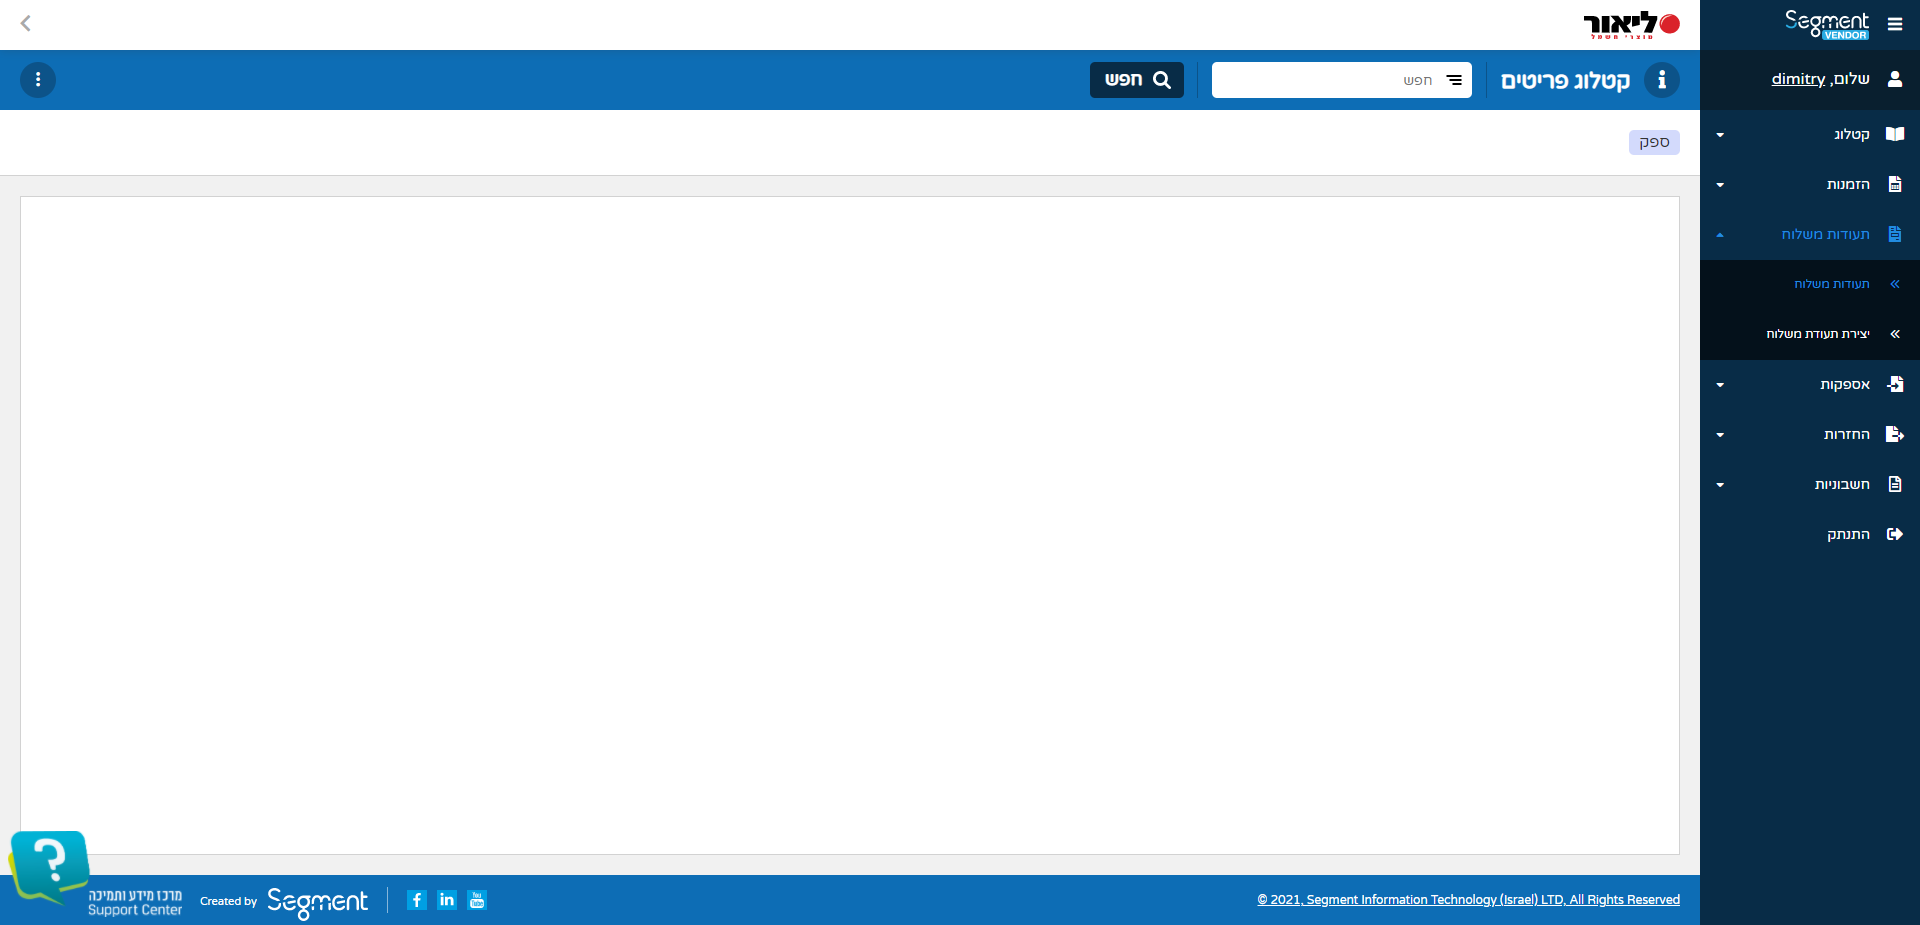 Segment
VENDOR
שלום, dimitry
קטלוג
הזמנות
תעודות משלוח
תעודות משלוח
יצירת תעודת משלוח
אספקות
החזרות
חשבוניות
התנתק
ליאור
מוצרי חשמל
קטלוג פריטים
חפש
חפש
ספק
© 2021, Segment Information Technology (Israel) LTD, All Rights Reserved
You
Tube
in
f
Segment
Created by
מרכז מידע ותמיכה
Support Center